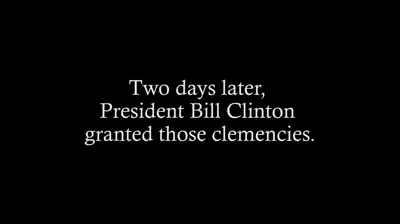 Two days later,
President Bill Clinton
granted those clemencies.